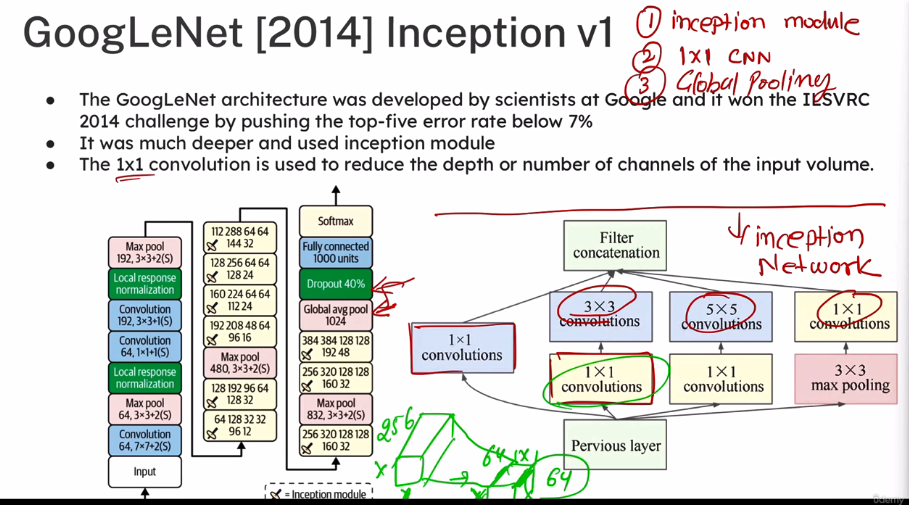 GoogLeNet [2014] Inception v1
① inception module
② 1x1 CNN
③ Global Pooling
The GoogLeNet architecture was developed by scientists at Google and it won the ILSVRC
2014 challenge by pushing the top-five error rate below 7%
It was much deeper and used inception module
The 1x1 convolution is used to reduce the depth or number of channels of the input volume.
Max pool
192, 3×3+2(S)
Local response
normalization
Convolution
192, 3×3+1(S)
Convolution
64, 1×1+1(S)
Local response
normalization
Max pool
64, 3×3+2(S)
Convolution
64, 7×7+2(S)
Input
112 288 64 64
144 32
128 256 64 64
128 24
160 224 64 64
112 24
192 208 48 64
96 16
Max pool
480, 3×3+2(S)
128 192 96 64
128 32
64 128 32 32
96 12
Softmax
Fully connected
1000 units
Dropout 40%
Global avg pool
1024
384 384 128 128
192 48
256 320 128 128
160 32
Max pool
832, 3×3+2(S)
256 320 128 128
160 32
= Inception module
inception
Network
Filter
concatenation
1×1
convolutions
3×3
convolutions
5×5
convolutions
1×1
convolutions
1×1
convolutions
1×1
convolutions
3×3
max pooling
Pervious layer
256
64
64
ûdemy